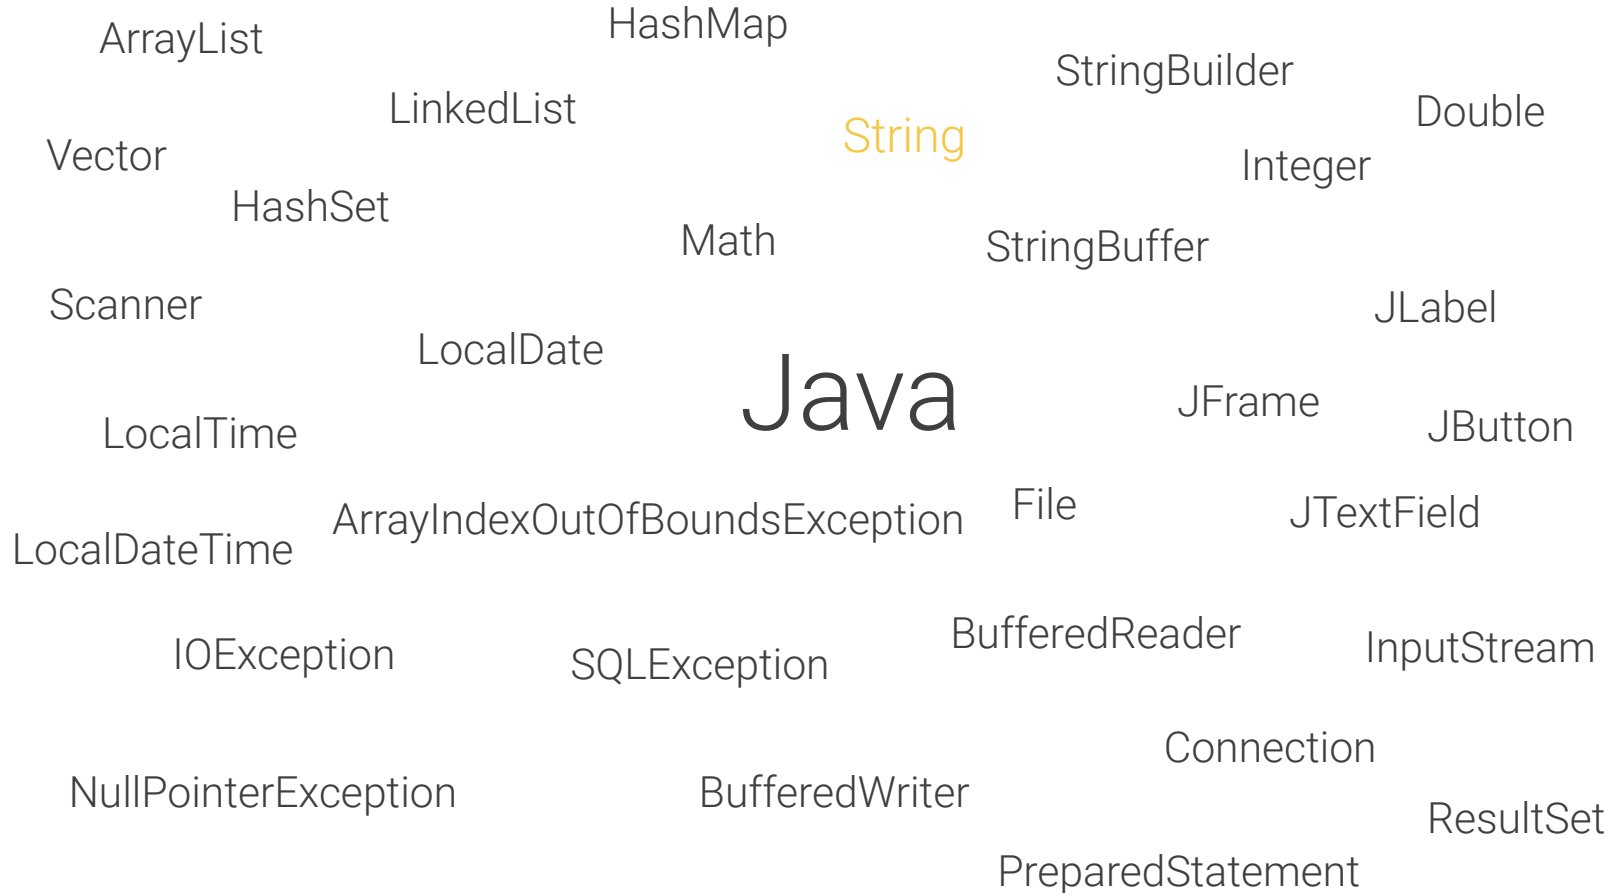 HashMap
ArrayList
StringBuilder
LinkedList
Double
String
Vector
Integer
HashSet
Math
StringBuffer
Scanner
JLabel
LocalDate
Java
JFrame
JButton
LocalTime
File
JTextField
ArrayIndexOutOfBoundsException
LocalDateTime
BufferedReader
InputStream
IOException
SQLException
Connection
NullPointerException
BufferedWriter
ResultSet
PreparedStatement